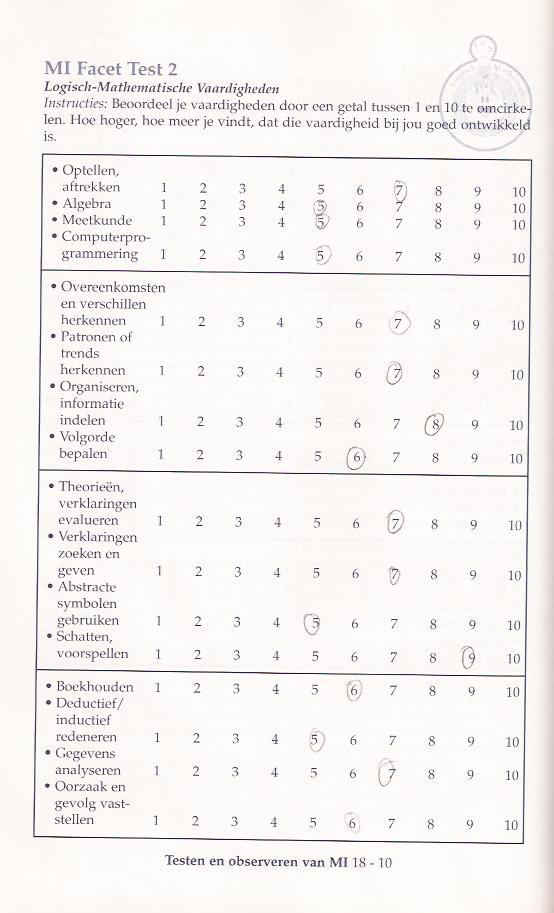 MI Facet Test 2
Logisch-Mathematische Vaardigheden
Instructies: Beoordeel je vaardigheden door een getal tussen 1 en 10 te omcirke-
len. Hoe hoger, hoe meer je vindt, dat die vaardigheid bij jou goed ontwikkeld
is.
• Optellen,
aftrekken 1 2 3 4 5 6 7 8 9 10
• Algebra 1 2 3 4 5 6 7 8 9 10
• Meetkunde 1 2 3 4 5 6 7 8 9 10
• Computerpro-
grammering 1 2 3 4 5 6 7 8 9 10
• Overeenkomsten
en verschillen
herkennen 1 2 3 4 5 6 7 8 9 10
• Patronen of
trends
herkennen 1 2 3 4 5 6 7 8 9 10
• Organiseren,
informatie
indelen 1 2 3 4 5 6 7 8 9 10
• Volgorde
bepalen 1 2 3 4 5 6 7 8 9 10
• Theorieën,
verklaringen
evalueren 1 2 3 4 5 6 7 8 9 10
• Verklaringen
zoeken en
geven 1 2 3 4 5 6 7 8 9 10
• Abstracte
symbolen
gebruiken 1 2 3 4 5 6 7 8 9 10
• Schatten,
voorspellen 1 2 3 4 5 6 7 8 9 10
• Boekhouden 1 2 3 4 5 6 7 8 9 10
• Deductief/
inductief
redeneren 1 2 3 4 5 6 7 8 9 10
• Gegevens
analyseren 1 2 3 4 5 6 7 8 9 10
• Oorzaak en
gevolg vast-
stellen 1 2 3 4 5 6 7 8 9 10
Testen en observeren van MI 18 - 10